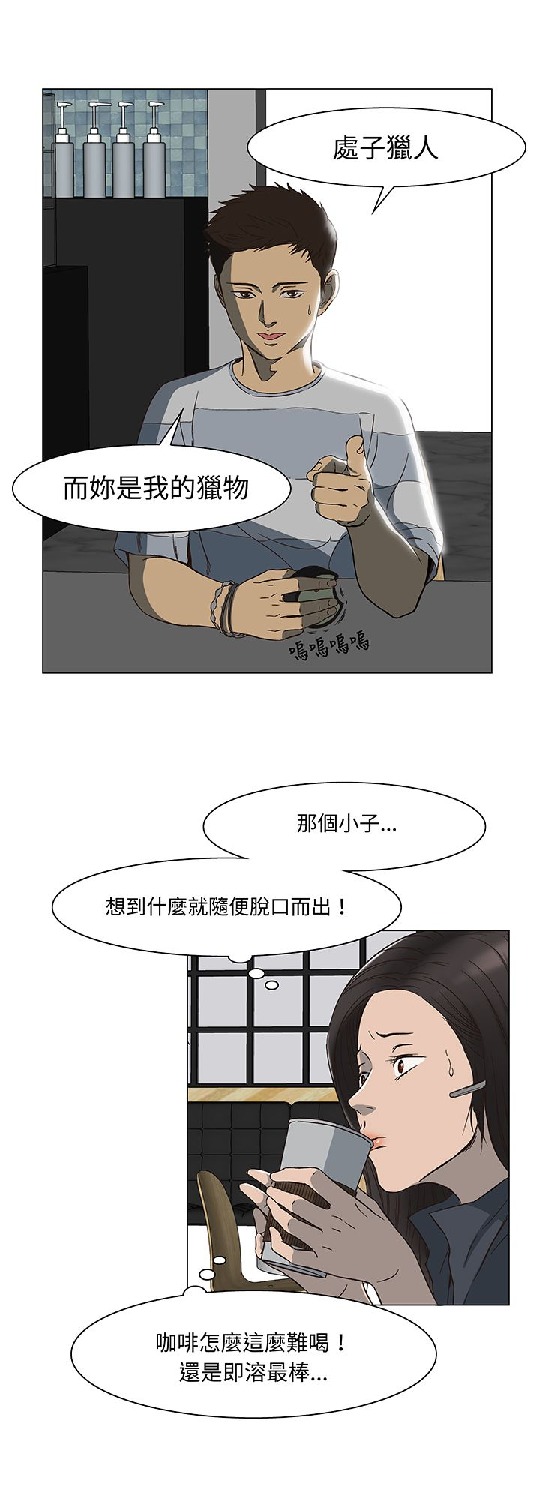 處子獵人
而妳是我的獵物
嗚嗚嗚嗚
那個小子...
想到什麼就隨便脫口而出！
咖啡怎麼這麼難喝！
還是即溶最棒...